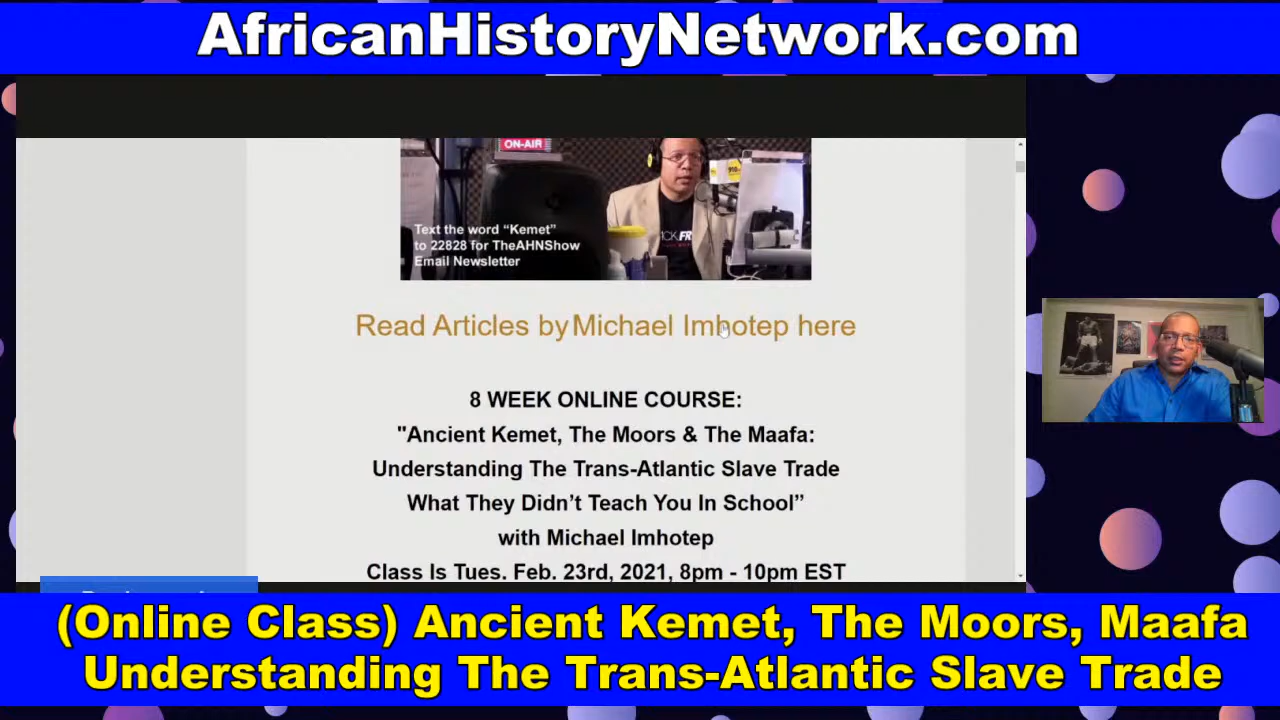 AfricanHistoryNetwork.com
ON-AIR
Text the word “Kemet”
to 22828 for TheAHNShow
Email Newsletter
Read Articles by Michael Imhotep here
8 WEEK ONLINE COURSE:
"Ancient Kemet, The Moors & The Maafa:
Understanding The Trans-Atlantic Slave Trade
What They Didn’t Teach You In School”
with Michael Imhotep
Class Is Tues. Feb. 23rd, 2021, 8pm - 10pm EST
(Online Class) Ancient Kemet, The Moors, Maafa
Understanding The Trans-Atlantic Slave Trade